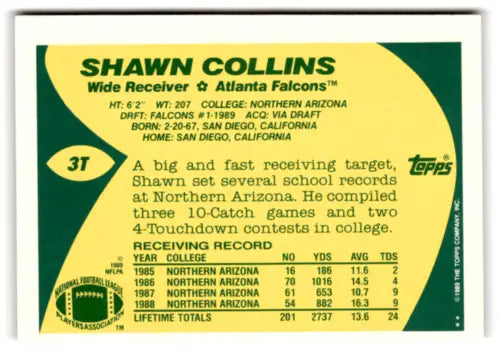 SHAWN COLLINS
Wide Receiver ✪ Atlanta Falcons™
HT: 6'2" WT: 207 COLLEGE: NORTHERN ARIZONA
DRFT: FALCONS #1-1989 ACQ: VIA DRAFT
BORN: 2-20-67, SAN DIEGO, CALIFORNIA
HOME: SAN DIEGO, CALIFORNIA
3T
topps®
A big and fast receiving target,
Shawn set several school records
at Northern Arizona. He compiled
three 10-Catch games and two
4-Touchdown contests in college.
RECEIVING RECORD
YEAR COLLEGE NO YDS AVG TDS
1985 NORTHERN ARIZONA 16 186 11.6 2
1986 NORTHERN ARIZONA 70 1016 14.5 4
1987 NORTHERN ARIZONA 61 653 10.7 9
1988 NORTHERN ARIZONA 54 882 16.3 9
LIFETIME TOTALS 201 2737 13.6 24
©
1989
NFLPA
NATIONAL FOOTBALL LEAGUE
PLAYERS ASSOCIATION
™
©1989 THE TOPPS COMPANY, INC.
**